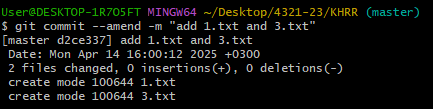 User@DESKTOP-1R7O5FT MINGW64 ~/Desktop/4321-23/KHRR (master)
$ git commit --amend -m "add 1.txt and 3.txt"
[master d2ce337] add 1.txt and 3.txt
 Date: Mon Apr 14 16:00:12 2025 +0300
 2 files changed, 0 insertions(+), 0 deletions(-)
 create mode 100644 1.txt
 create mode 100644 3.txt